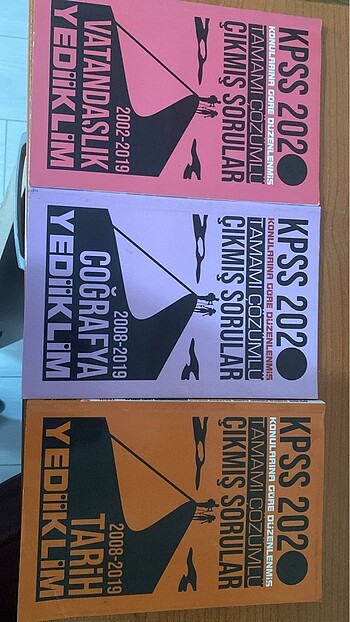 KPSS 2020
KONULARINA GÖRE DÜZENLENMİŞ
TAMAMI ÇÖZÜMLÜ
ÇIKMIŞ SORULAR
2002-2019
VATANDAŞLIK
YEDİİKLİM
KPSS 2020
KONULARINA GÖRE DÜZENLENMİŞ
TAMAMI ÇÖZÜMLÜ
ÇIKMIŞ SORULAR
2008-2019
COĞRAFYA
YEDİİKLİM
KPSS 2020
KONULARINA GÖRE DÜZENLENMİŞ
TAMAMI ÇÖZÜMLÜ
ÇIKMIŞ SORULAR
2008-2019
TARİH
YEDİİKLİM